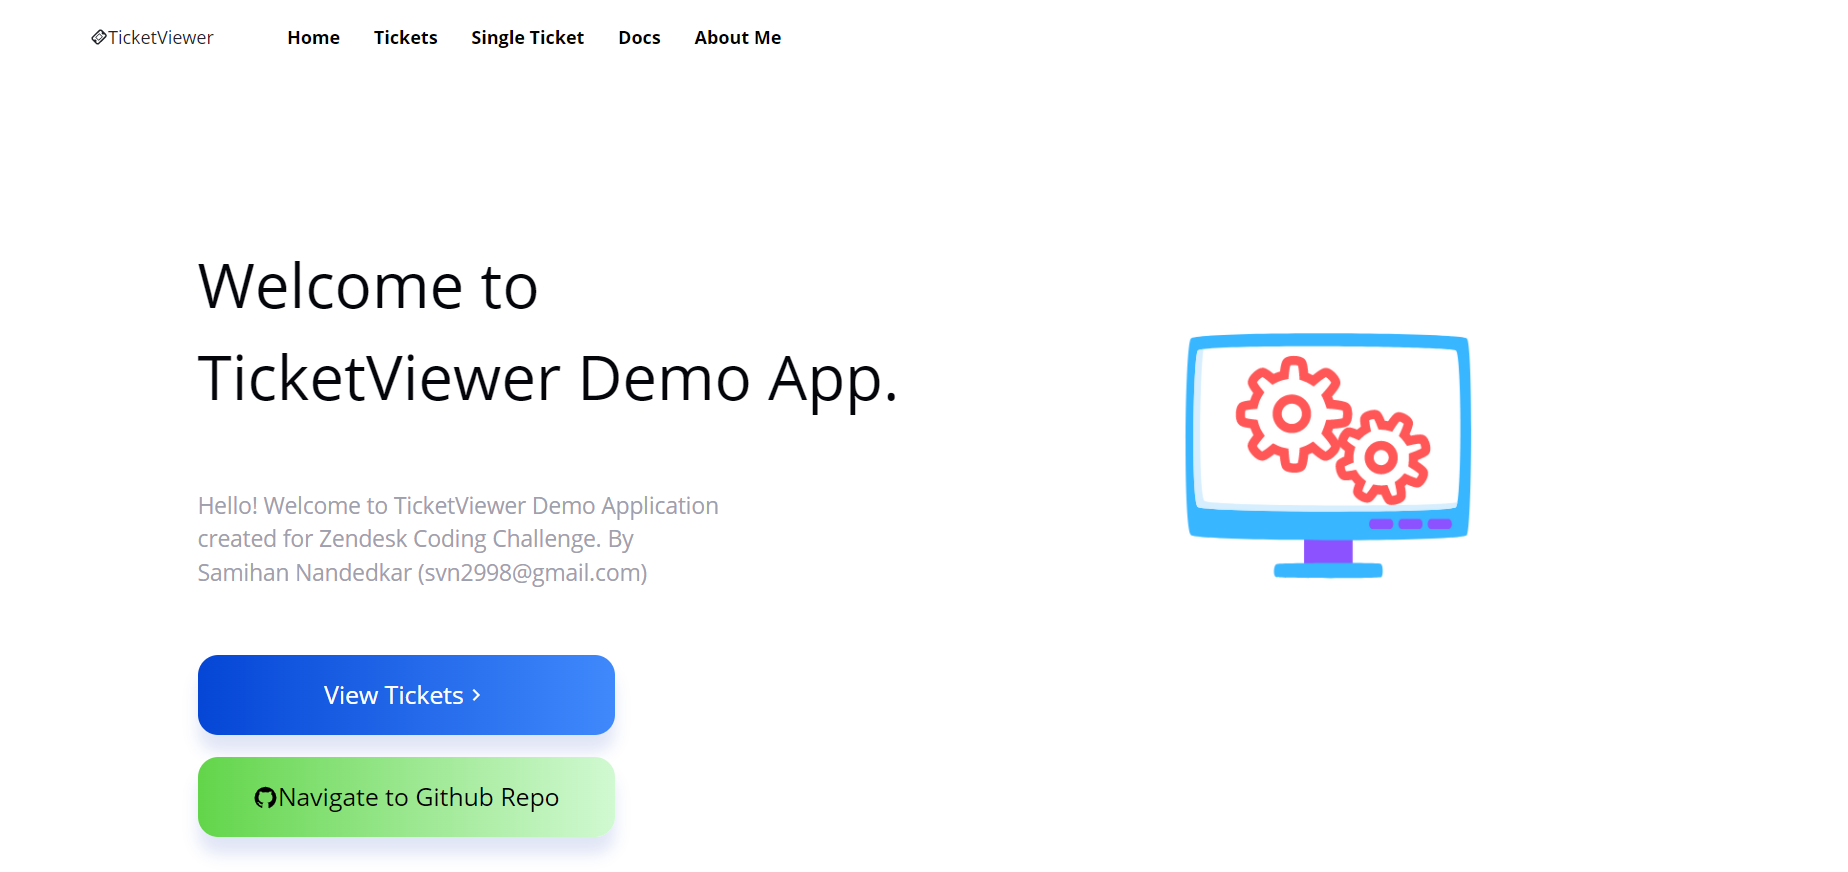 TicketViewer Home Tickets Single Ticket Docs About Me
Welcome to
TicketViewer Demo App.
Hello! Welcome to TicketViewer Demo Application
created for Zendesk Coding Challenge. By
Samihan Nandedkar (svn2998@gmail.com)
View Tickets >
Navigate to Github Repo